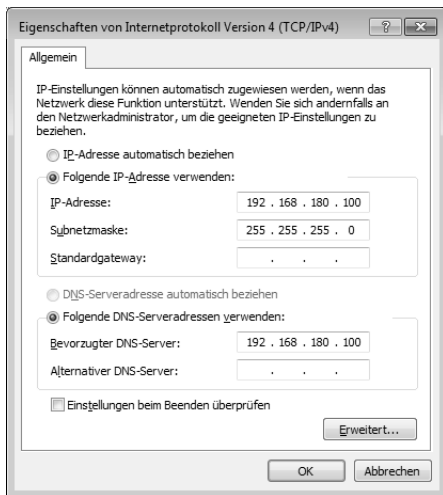 Eigenschaften von Internetprotokoll Version 4 (TCP/IPv4)
Allgemein
IP-Einstellungen können automatisch zugewiesen werden, wenn das
Netzwerk diese Funktion unterstützt. Wenden Sie sich andernfalls an
den Netzwerkadministrator, um die geeigneten IP-Einstellungen zu
beziehen.
IP-Adresse automatisch beziehen
Folgende IP-Adresse verwenden:
IP-Adresse: 192 . 168 . 180 . 100
Subnetzmaske: 255 . 255 . 255 . 0
Standardgateway: . . .
DNS-Serveradresse automatisch beziehen
Folgende DNS-Serveradressen verwenden:
Bevorzugter DNS-Server: 192 . 168 . 180 . 100
Alternativer DNS-Server: . . .
Einstellungen beim Beenden überprüfen
Erweitert...
OK Abbrechen